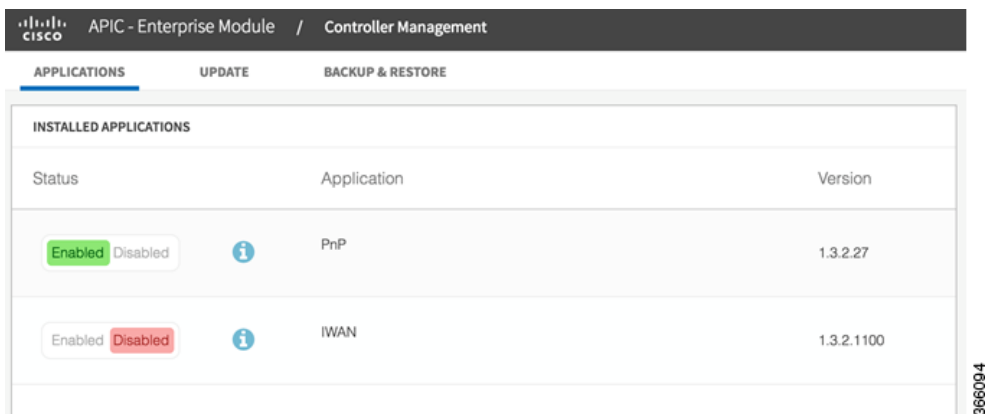 CISCO APIC - Enterprise Module / Controller Management
APPLICATIONS UPDATE BACKUP & RESTORE
INSTALLED APPLICATIONS
Status Application Version
Enabled Disabled PnP 1.3.2.27
Enabled Disabled IWAN 1.3.2.1100
366094